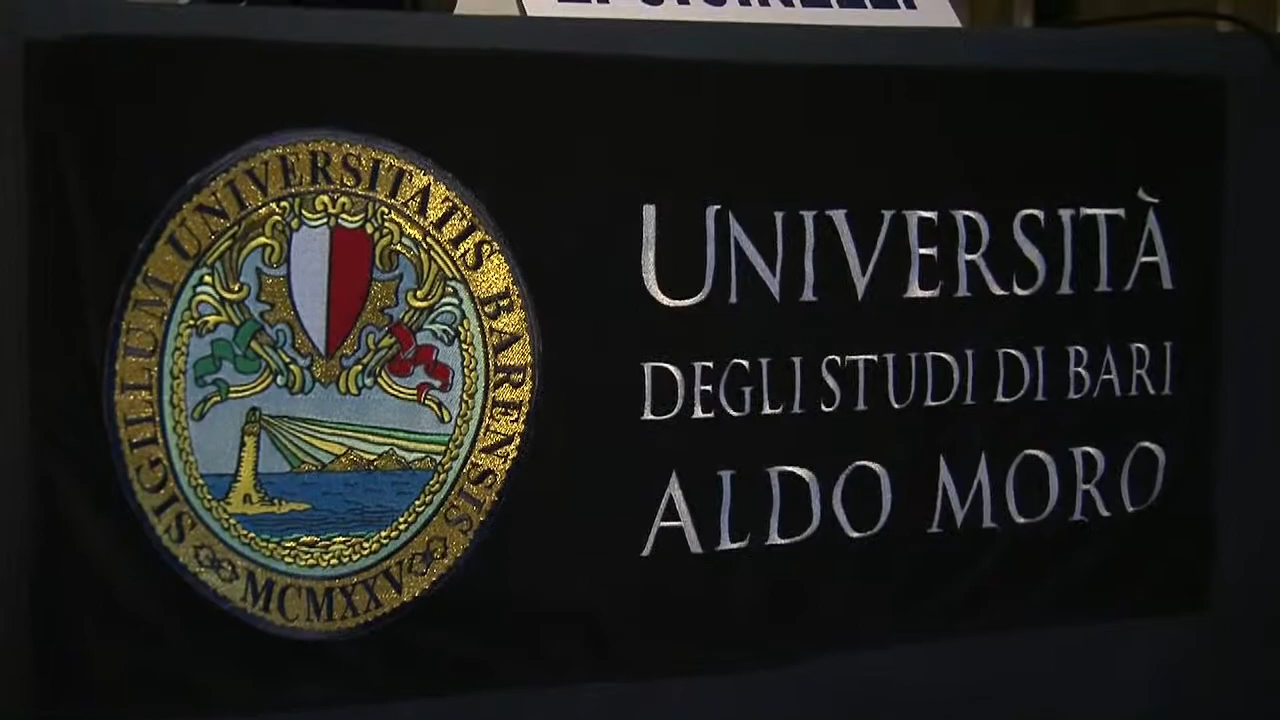 SIGILLUM UNIVERSITATIS BARENSIS
MCMXXV
UNIVERSITÀ
DEGLI STUDI DI BARI
ALDO MORO